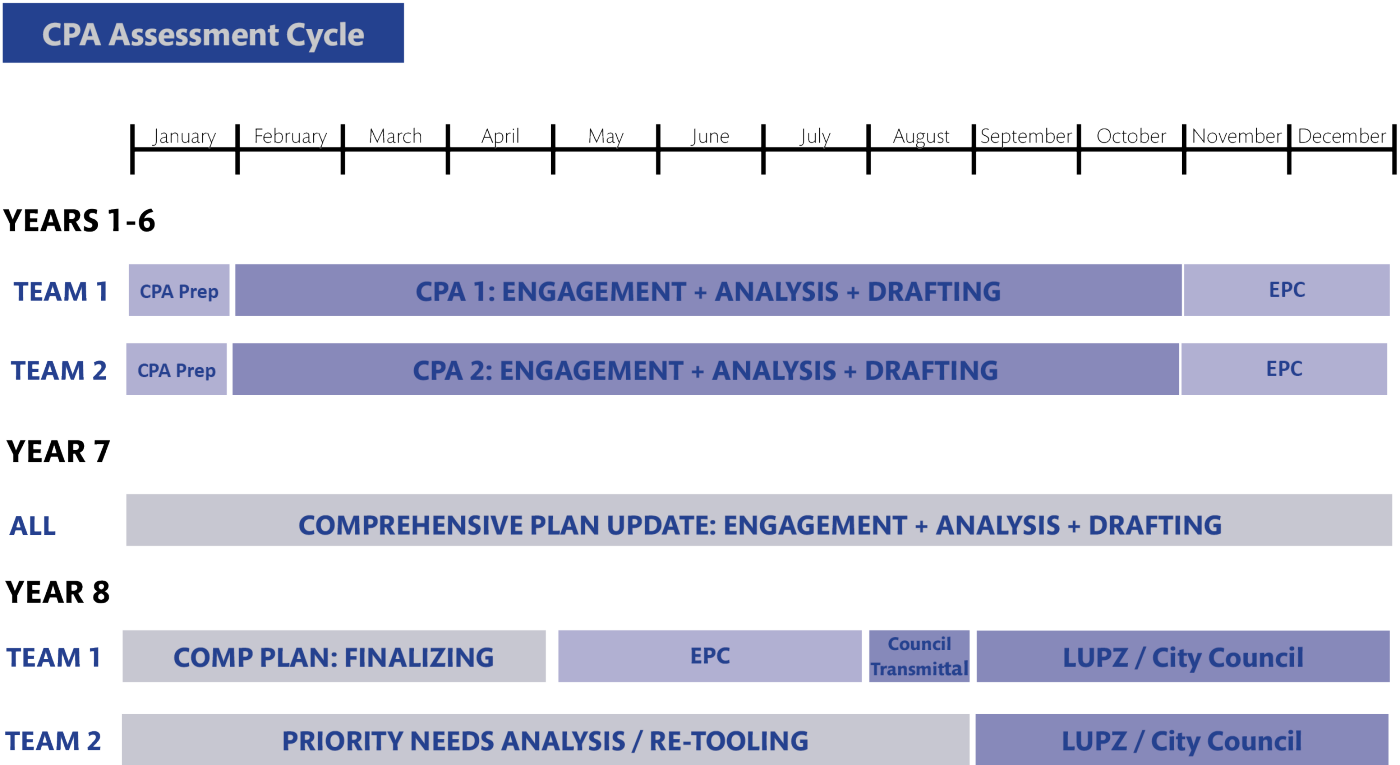 CPA Assessment Cycle
January February March April May June July August September October November December
YEARS 1-6
TEAM 1 CPA Prep CPA 1: ENGAGEMENT + ANALYSIS + DRAFTING EPC
TEAM 2 CPA Prep CPA 2: ENGAGEMENT + ANALYSIS + DRAFTING EPC
YEAR 7
ALL COMPREHENSIVE PLAN UPDATE: ENGAGEMENT + ANALYSIS + DRAFTING
YEAR 8
TEAM 1 COMP PLAN: FINALIZING EPC Council Transmittal LUPZ / City Council
TEAM 2 PRIORITY NEEDS ANALYSIS / RE-TOOLING LUPZ / City Council